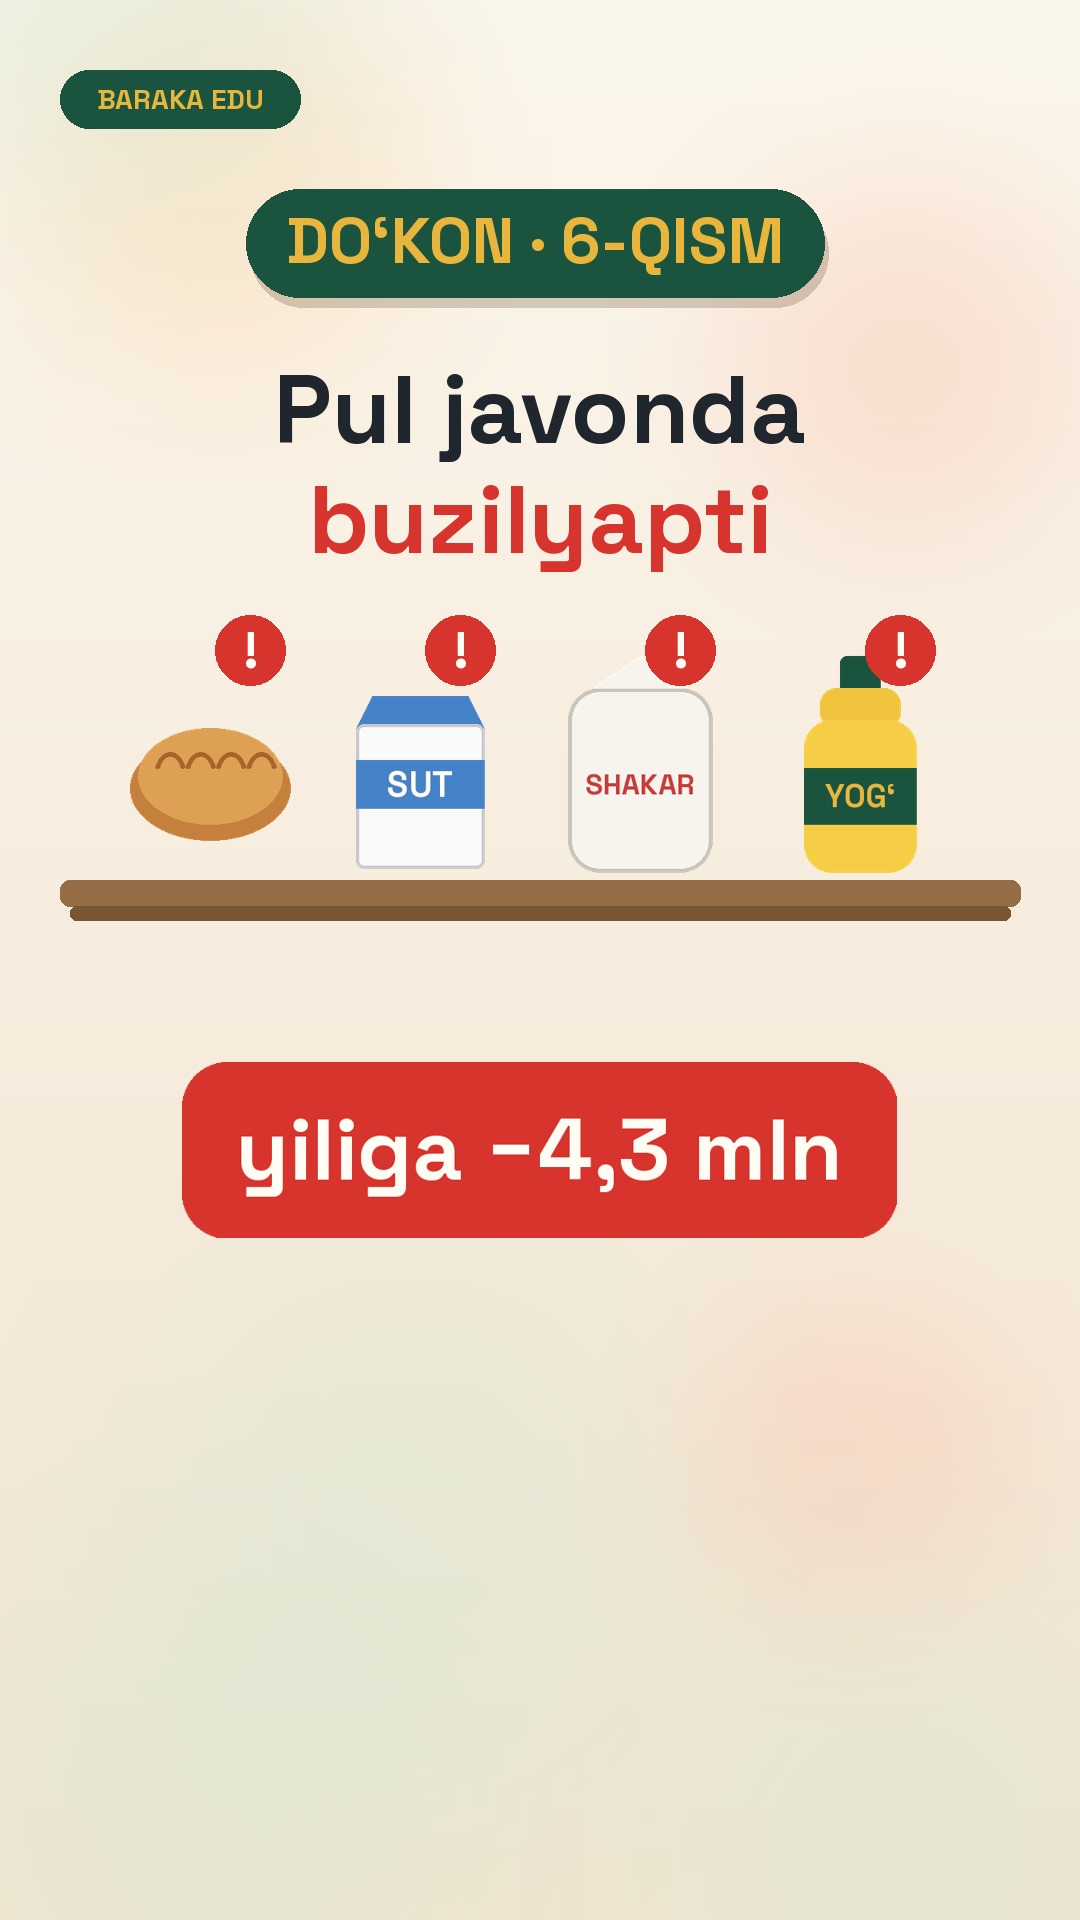 BARAKA EDU
DO‘KON · 6-QISM
Pul javonda
buzilyapti
! ! ! !
SUT
SHAKAR
YOG‘
yiliga −4,3 mln